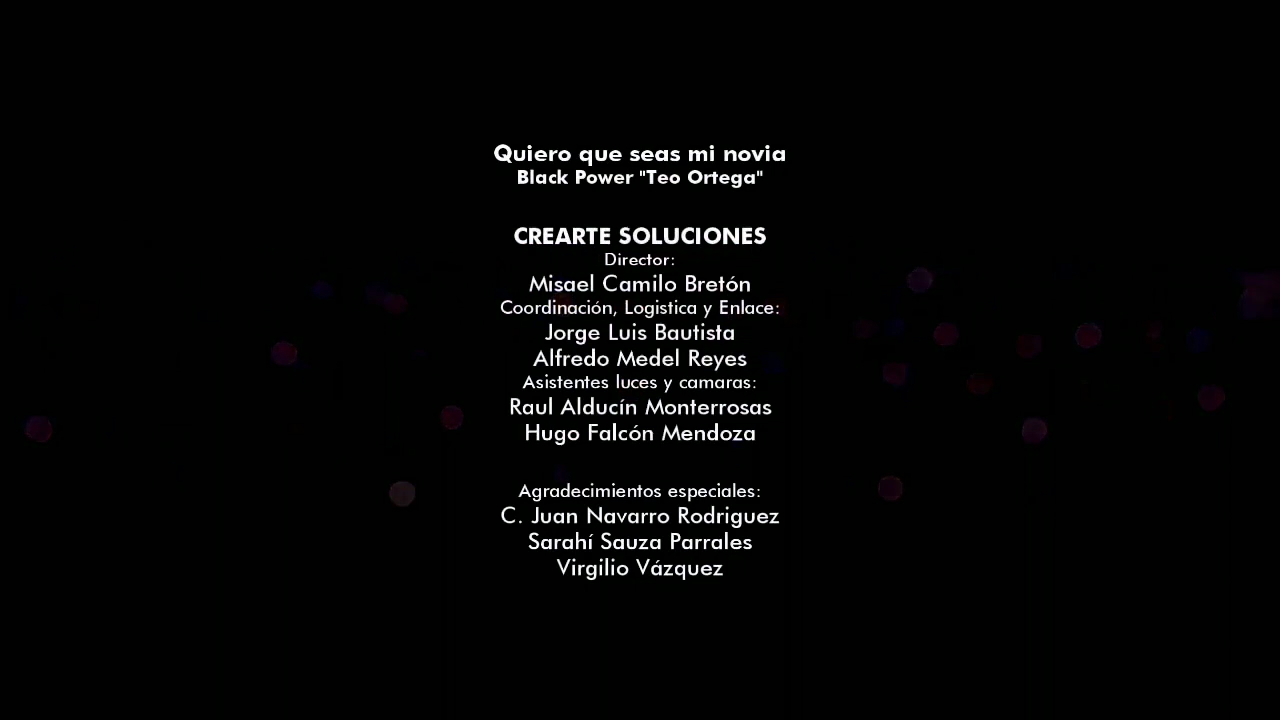 Quiero que seas mi novia
Black Power "Teo Ortega"
CREARTE SOLUCIONES
Director:
Misael Camilo Bretón
Coordinación, Logistica y Enlace:
Jorge Luis Bautista
Alfredo Medel Reyes
Asistentes luces y camaras:
Raul Alducín Monterrosas
Hugo Falcón Mendoza
Agradecimientos especiales:
C. Juan Navarro Rodriguez
Sarahí Sauza Parrales
Virgilio Vázquez